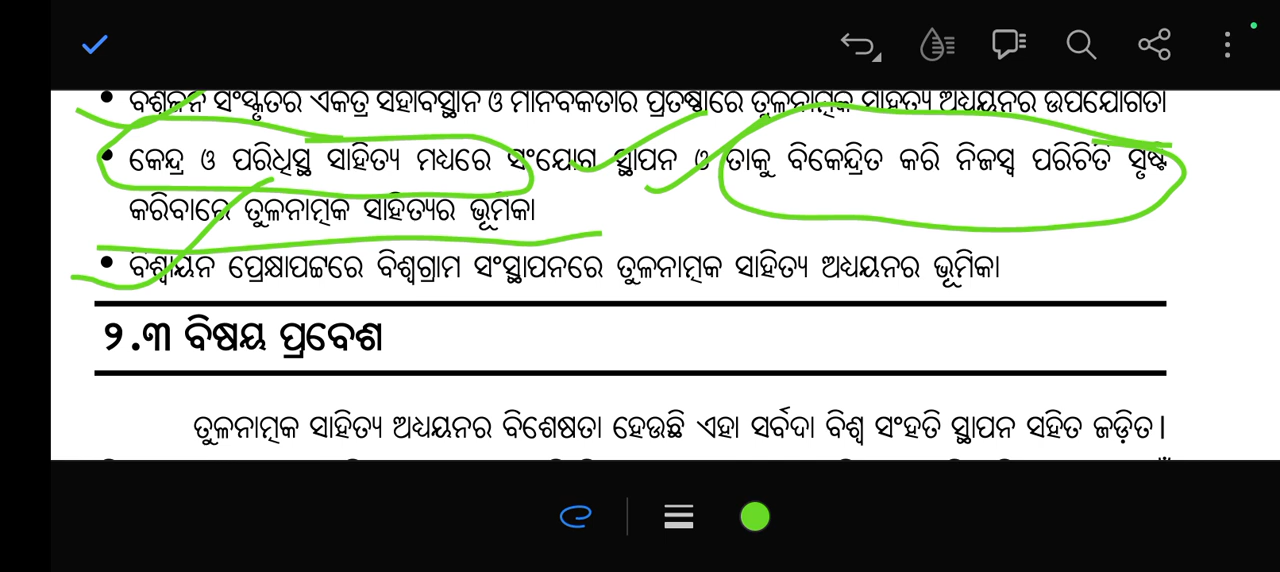 • ବିଶ୍ୱଜନୀନ ସଂସ୍କୃତିର ଏକତ୍ର ସହାବସ୍ଥାନ ଓ ମାନବିକତାର ପ୍ରତିଷ୍ଠାରେ ତୁଳନାତ୍ମକ ସାହିତ୍ୟ ଅଧ୍ୟୟନର ଉପଯୋଗିତା
• କେନ୍ଦ୍ର ଓ ପରିଧିସ୍ଥ ସାହିତ୍ୟ ମଧ୍ୟରେ ସଂଯୋଗ ସ୍ଥାପନ ଓ ତାକୁ ବିକେନ୍ଦ୍ରିତ କରି ନିଜସ୍ୱ ପରିଚିତି ସୃଷ୍ଟି
କରିବାରେ ତୁଳନାତ୍ମକ ସାହିତ୍ୟର ଭୂମିକା
• ବିଶ୍ୱାୟନ ପ୍ରେକ୍ଷାପଟ୍ଟରେ ବିଶ୍ୱଗ୍ରାମ ସଂସ୍ଥାପନରେ ତୁଳନାତ୍ମକ ସାହିତ୍ୟ ଅଧ୍ୟୟନର ଭୂମିକା
୨.୩ ବିଷୟ ପ୍ରବେଶ
ତୁଳନାତ୍ମକ ସାହିତ୍ୟ ଅଧ୍ୟୟନର ବିଶେଷତା ହେଉଛି ଏହା ସର୍ବଦା ବିଶ୍ୱ ସଂହତି ସ୍ଥାପନ ସହିତ ଜଡ଼ିତ।